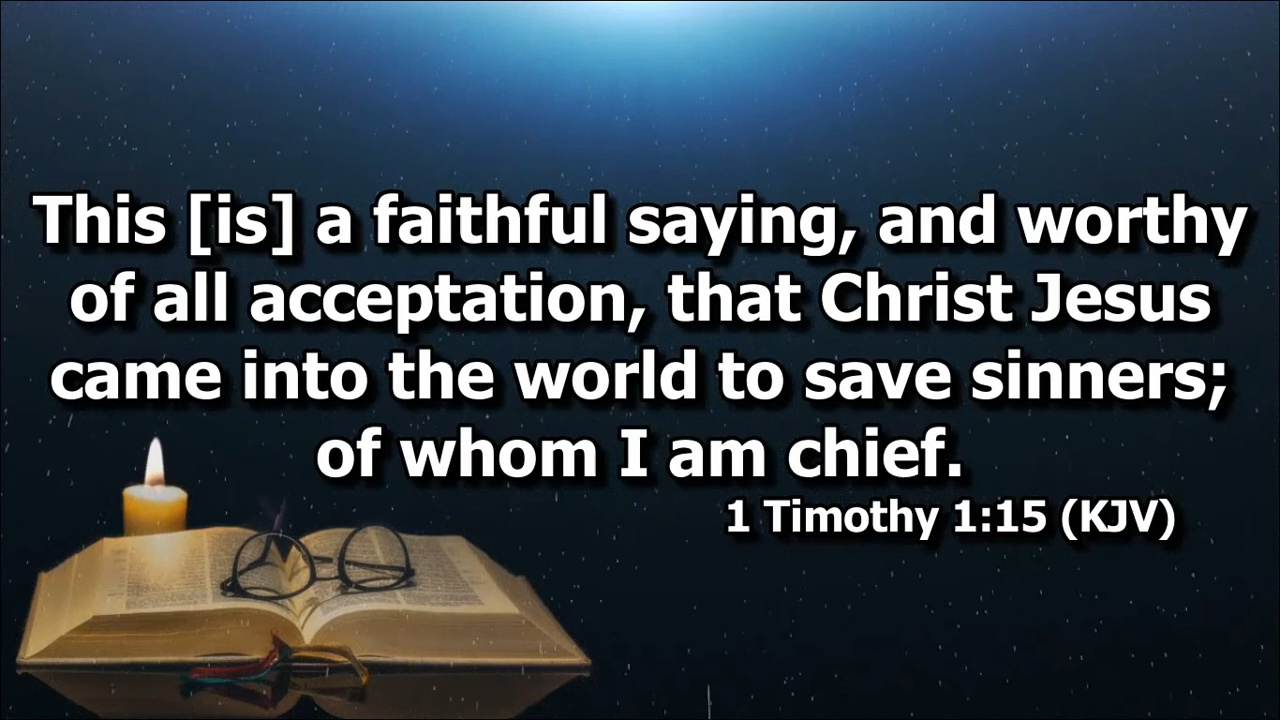 This [is] a faithful saying, and worthy
of all acceptation, that Christ Jesus
came into the world to save sinners;
of whom I am chief.
1 Timothy 1:15 (KJV)